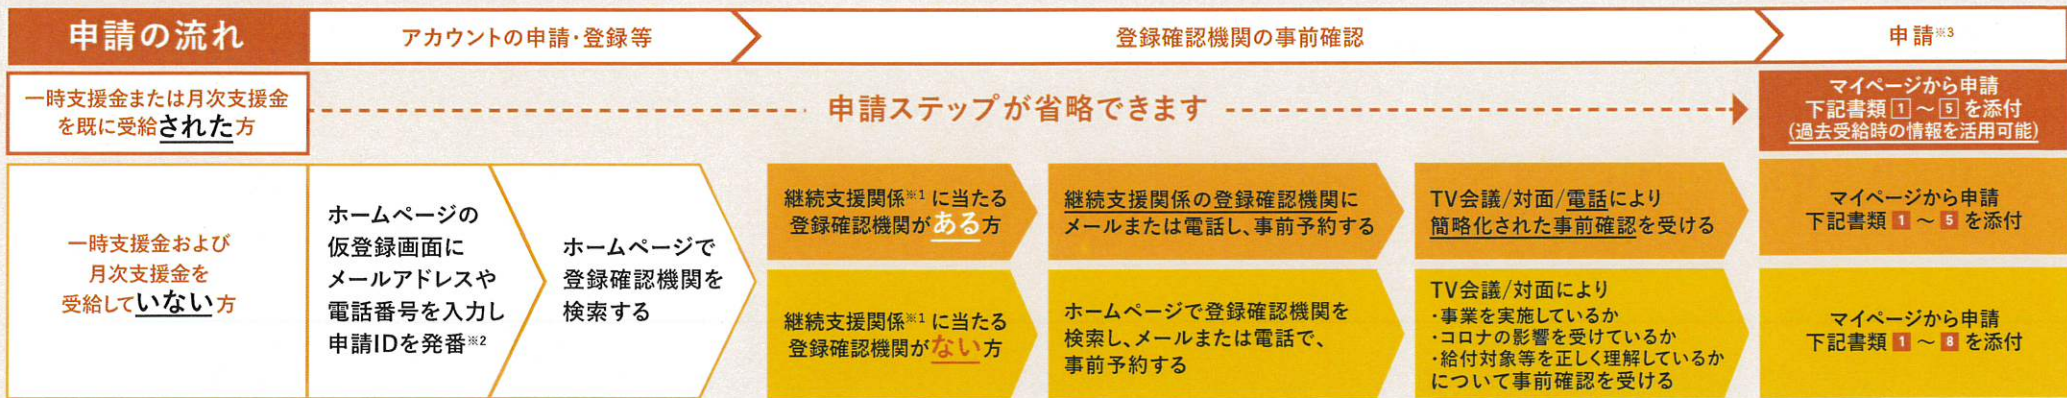 申請の流れ
アカウントの申請・登録等
登録確認機関の事前確認
申請※3
一時支援金または月次支援金
を既に受給された方
申請ステップが省略できます
マイページから申請
下記書類1～5を添付
(過去受給時の情報を活用可能)
一時支援金および
月次支援金を
受給していない方
ホームページの
仮登録画面に
メールアドレスや
電話番号を入力し
申請IDを発番※2
ホームページで
登録確認機関を
検索する
継続支援関係※1に当たる
登録確認機関がある方
継続支援関係の登録確認機関に
メールまたは電話し、事前予約する
TV会議/対面/電話により
簡略化された事前確認を受ける
マイページから申請
下記書類1～5を添付
継続支援関係※1に当たる
登録確認機関がない方
ホームページで登録確認機関を
検索し、メールまたは電話で、
事前予約する
TV会議/対面により
・事業を実施しているか
・コロナの影響を受けているか
・給付対象等を正しく理解しているか
について事前確認を受ける
マイページから申請
下記書類1～8を添付